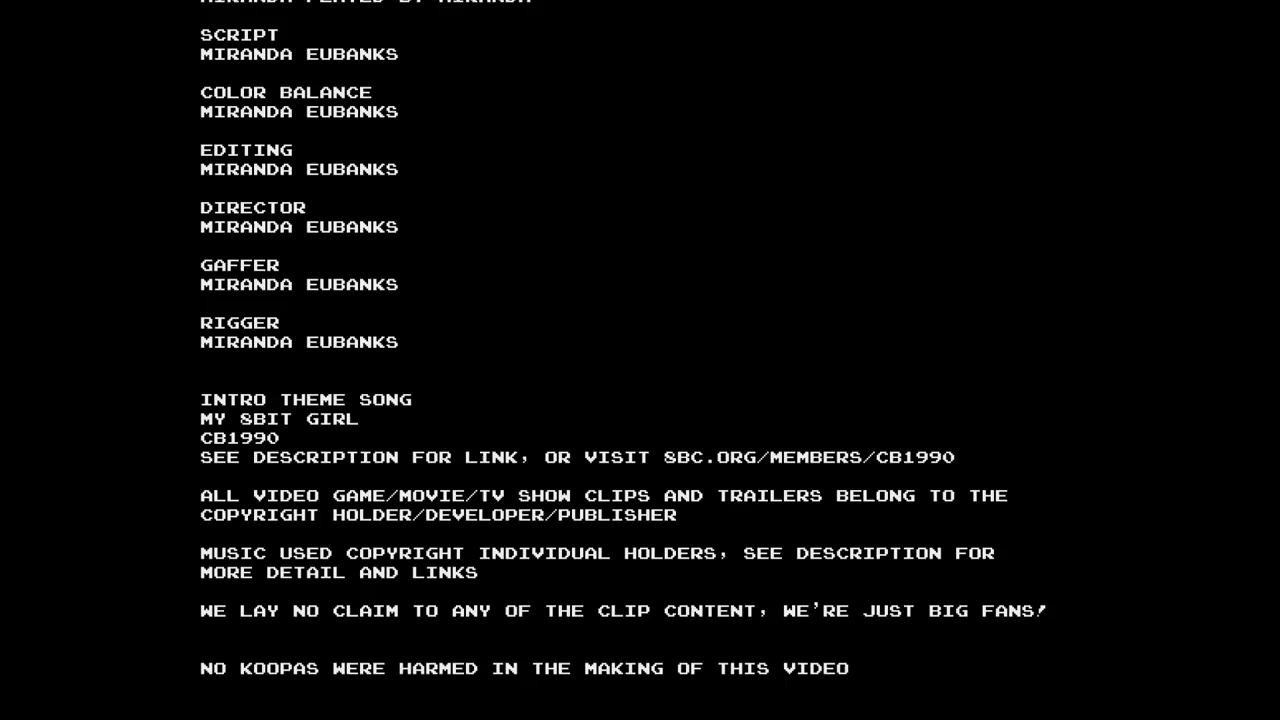 MIRANDA PLAYED BY MIRANDA
SCRIPT
MIRANDA EUBANKS
COLOR BALANCE
MIRANDA EUBANKS
EDITING
MIRANDA EUBANKS
DIRECTOR
MIRANDA EUBANKS
GAFFER
MIRANDA EUBANKS
RIGGER
MIRANDA EUBANKS
INTRO THEME SONG
MY 8BIT GIRL
CB1990
SEE DESCRIPTION FOR LINK, OR VISIT 8BC.ORG/MEMBERS/CB1990
ALL VIDEO GAME/MOVIE/TV SHOW CLIPS AND TRAILERS BELONG TO THE
COPYRIGHT HOLDER/DEVELOPER/PUBLISHER
MUSIC USED COPYRIGHT INDIVIDUAL HOLDERS, SEE DESCRIPTION FOR
MORE DETAIL AND LINKS
WE LAY NO CLAIM TO ANY OF THE CLIP CONTENT, WE'RE JUST BIG FANS!
NO KOOPAS WERE HARMED IN THE MAKING OF THIS VIDEO